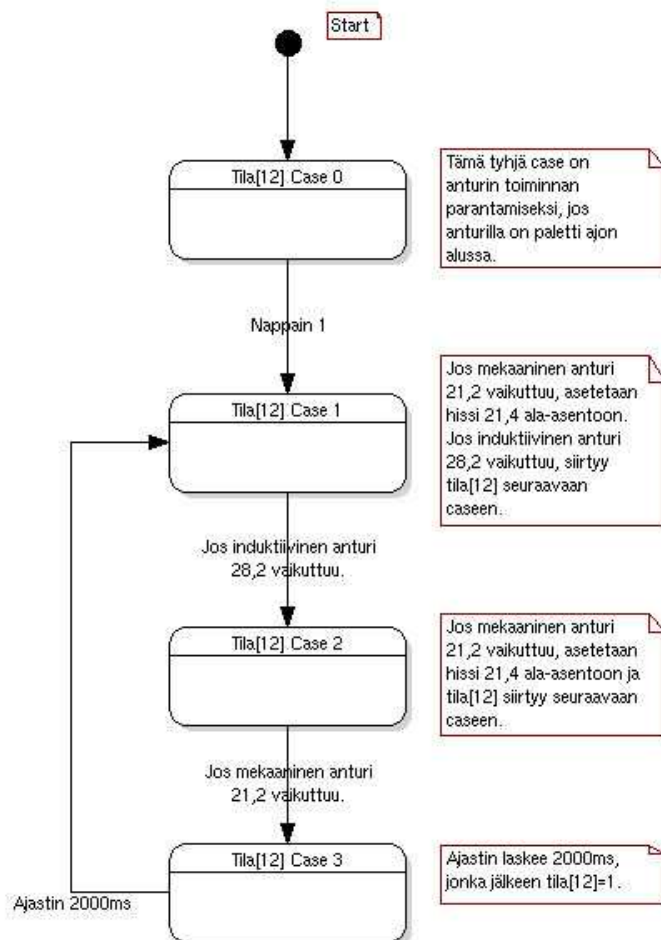 Start
Tila[12] Case 0
Tämä tyhjä case on
anturin toiminnan
parantamiseksi, jos
anturilla on paletti ajon
alussa.
Nappain 1
Tila[12] Case 1
Jos mekaaninen anturi
21,2 vaikuttuu, asetetaan
hissi 21,4 ala-asentoon.
Jos induktiivinen anturi
28,2 vaikuttuu, siirtyy
tila[12] seuraavaan
caseen.
Jos induktiivinen anturi
28,2 vaikuttuu.
Tila[12] Case 2
Jos mekaaninen anturi
21,2 vaikuttuu, asetetaan
hissi 21,4 ala-asentoon ja
tila[12] siirtyy seuraavaan
caseen.
Jos mekaaninen anturi
21,2 vaikuttuu.
Tila[12] Case 3
Ajastin laskee 2000ms,
jonka jälkeen tila[12]=1.
Ajastin 2000ms